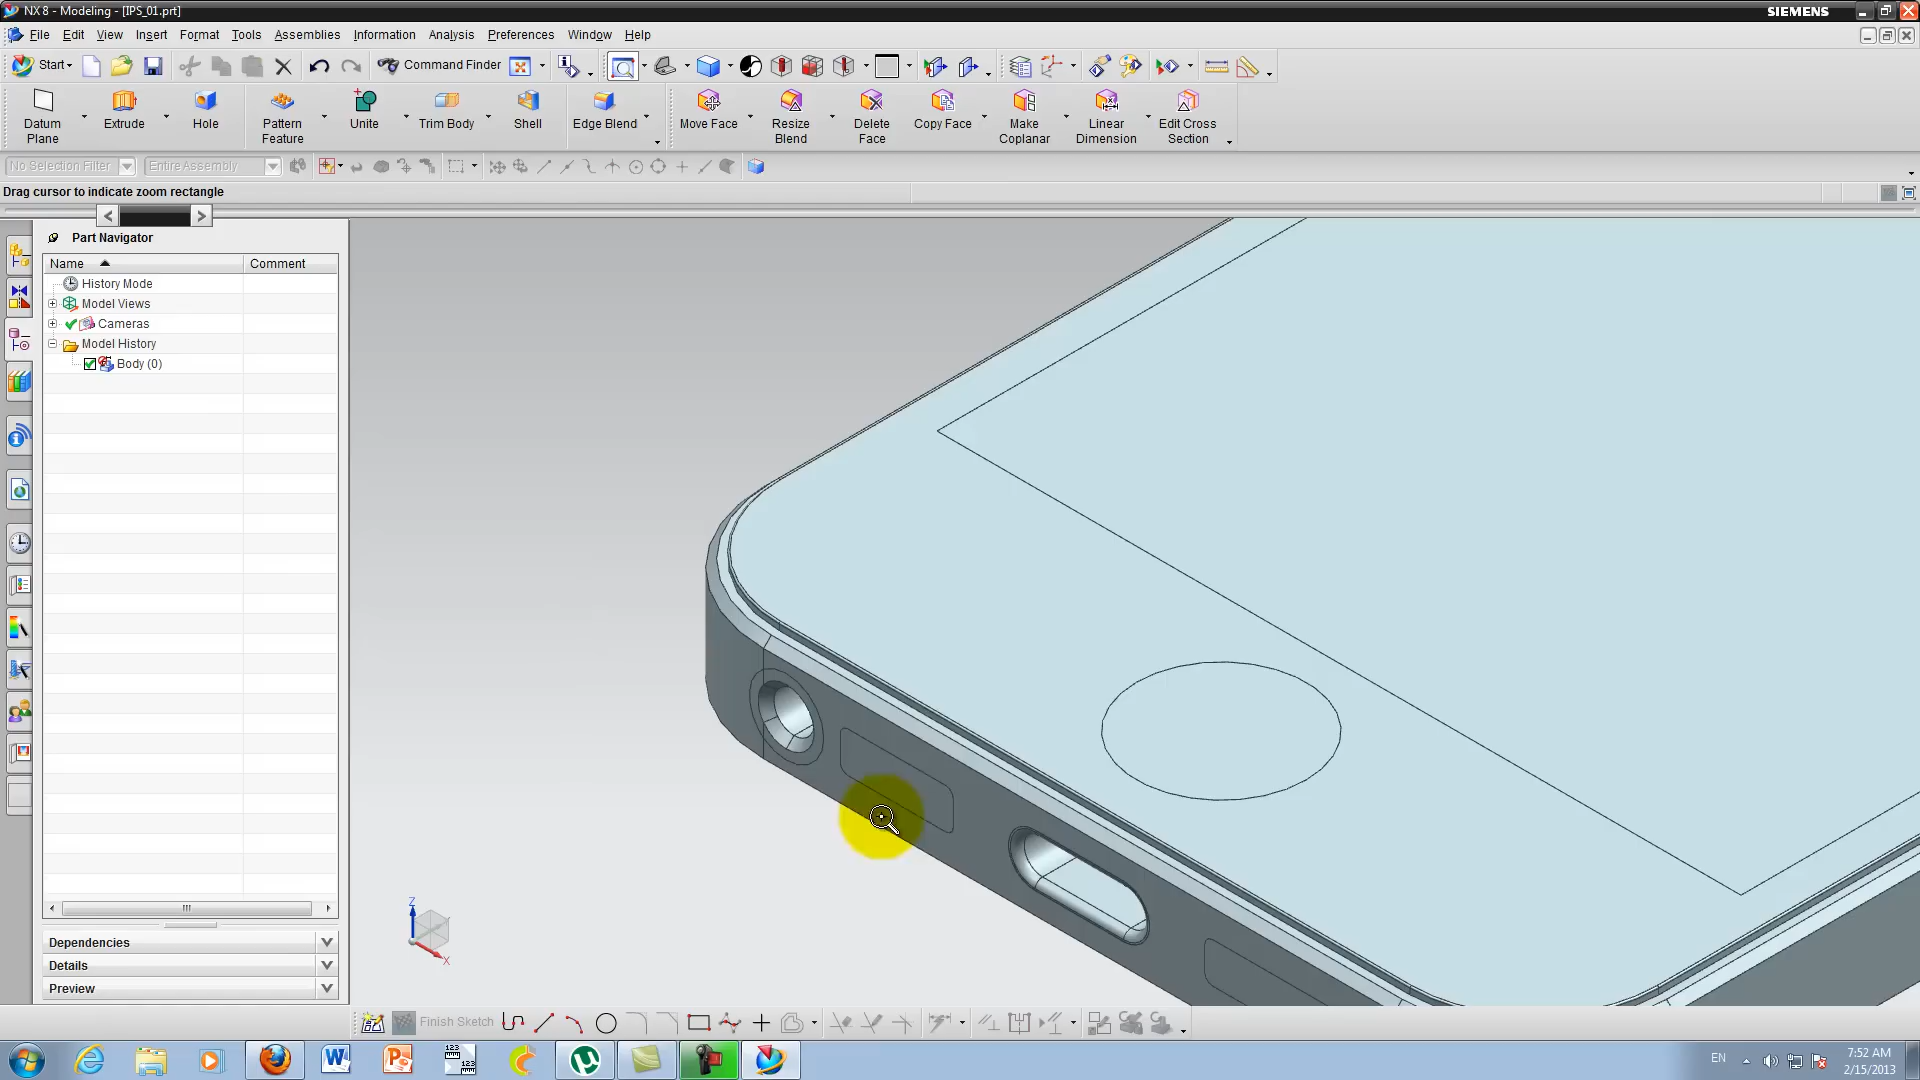 NX 8 - Modeling - [IPS_01.prt]
SIEMENS
File Edit View Insert Format Tools Assemblies Information Analysis Preferences Window Help
Start Command Finder
Datum Plane
Extrude
Hole
Pattern Feature
Unite
Trim Body
Shell
Edge Blend
Move Face
Resize Blend
Delete Face
Copy Face
Make Coplanar
Linear Dimension
Edit Cross Section
No Selection Filter
Entire Assembly
Drag cursor to indicate zoom rectangle
Part Navigator
Name Comment
History Mode
Model Views
Cameras
Model History
Body (0)
Dependencies
Details
Preview
Z
X
Finish Sketch
123
123
EN
7:52 AM
2/15/2013